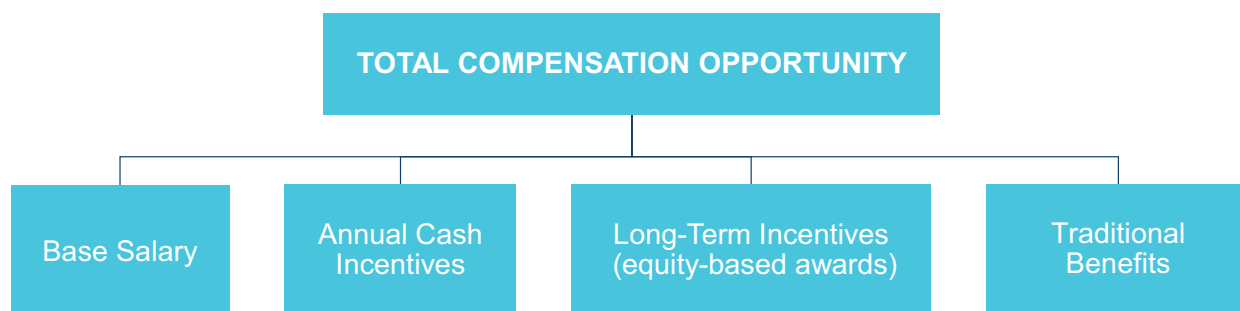 TOTAL COMPENSATION OPPORTUNITY
Base Salary
Annual Cash
Incentives
Long-Term Incentives
(equity-based awards)
Traditional
Benefits